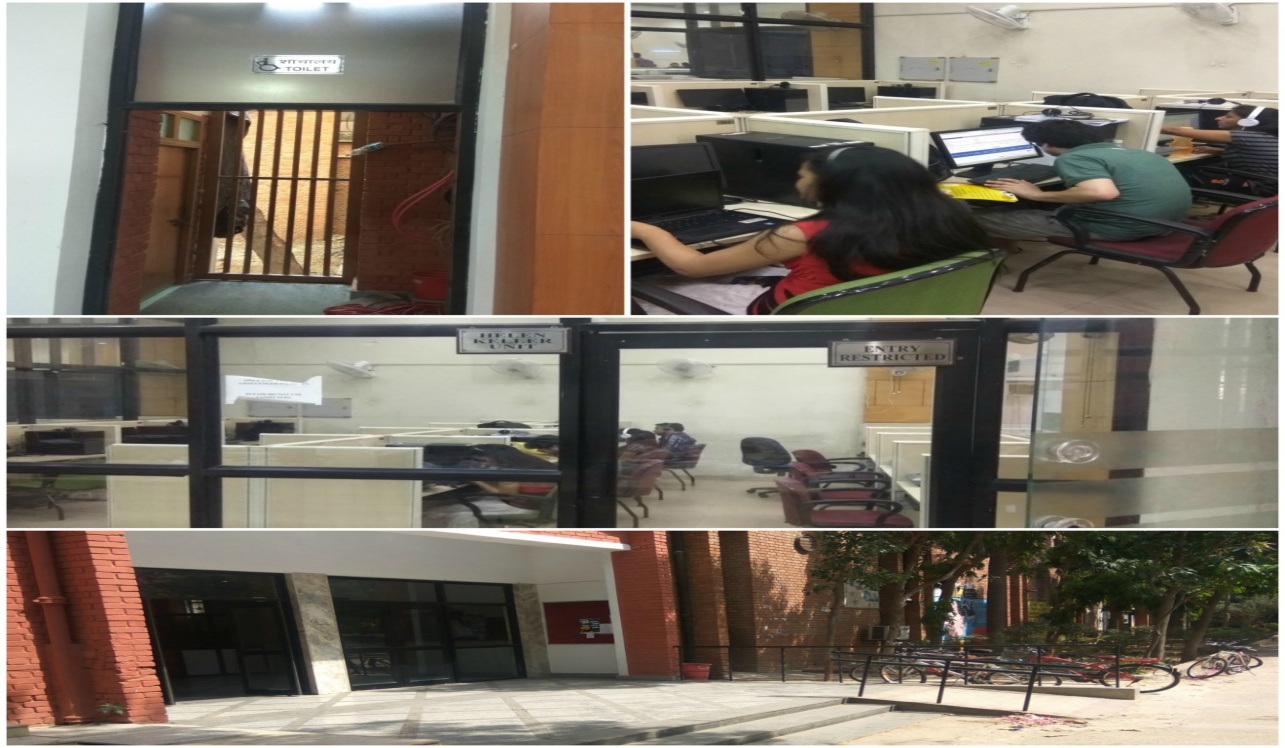 शौचालय
TOILET
HELEN
KELLER
UNIT
ENTRY
RESTRICTED